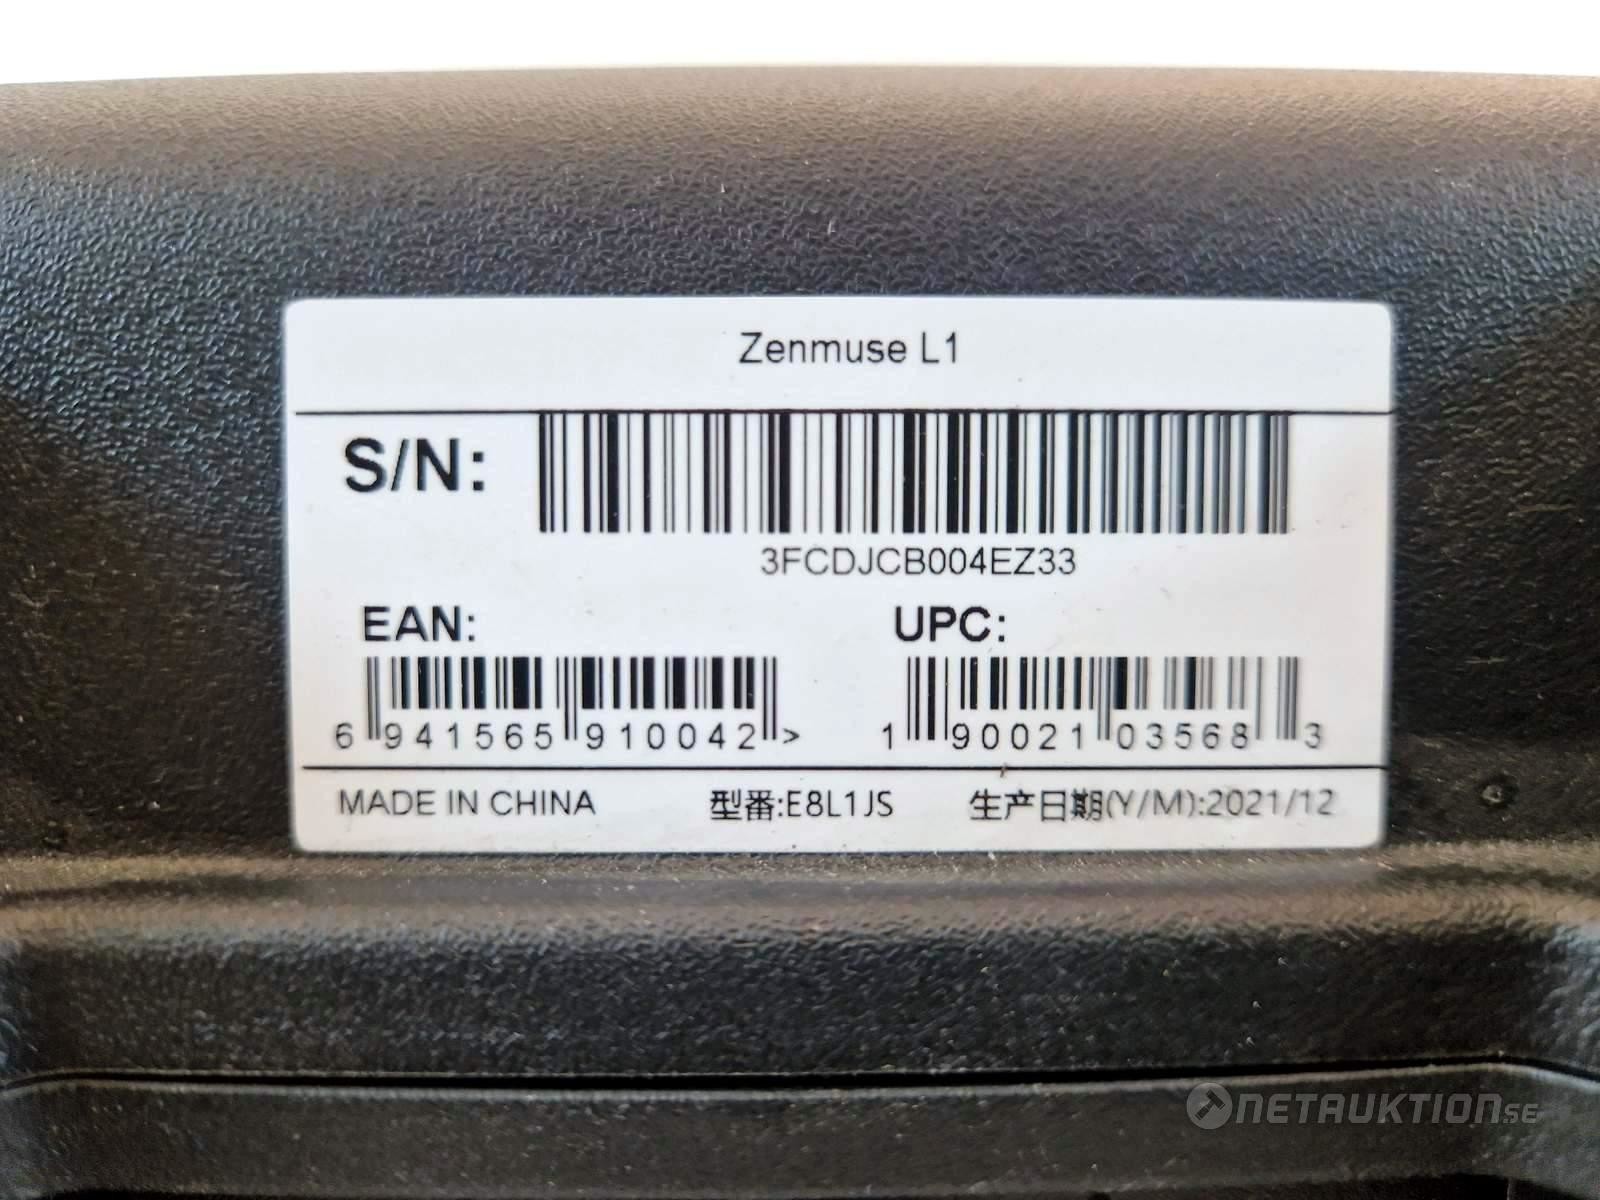 Zenmuse L1
S/N:
3FCDJCB004EZ33
EAN: UPC:
6 941565 910042 > 1 90021 03568 3
MADE IN CHINA 型番:E8L1JS 生产日期(Y/M):2021/12
NETAUKTION.SE